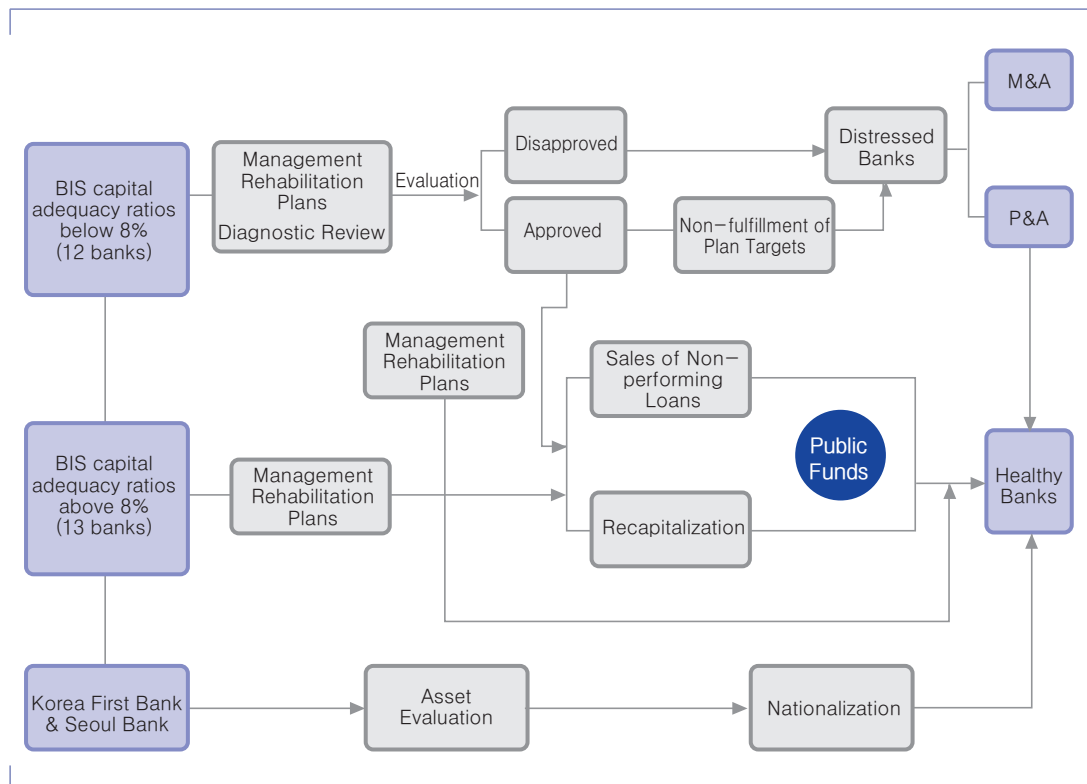 M&A
Disapproved
Distressed
Banks
Management
Rehabilitation
Plans
Diagnostic Review
Evaluation
BIS capital
adequacy ratios
below 8%
(12 banks)
Approved
Non-fulfillment of
Plan Targets
P&A
Management
Rehabilitation
Plans
Sales of Non-
performing
Loans
Public
Funds
BIS capital
adequacy ratios
above 8%
(13 banks)
Management
Rehabilitation
Plans
Healthy
Banks
Recapitalization
Korea First Bank
& Seoul Bank
Asset
Evaluation
Nationalization